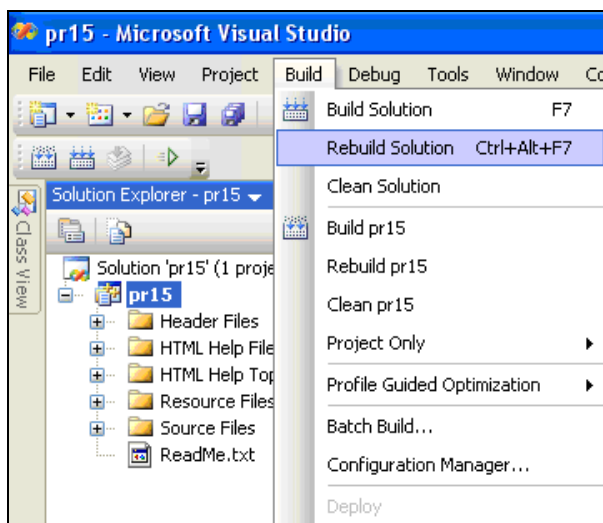 pr15 - Microsoft Visual Studio
File Edit View Project Build Debug Tools Window Co
Build Solution F7
Rebuild Solution Ctrl+Alt+F7
Clean Solution
Build pr15
Rebuild pr15
Clean pr15
Project Only
Profile Guided Optimization
Batch Build...
Configuration Manager...
Deploy
Class View
Solution Explorer - pr15
Solution 'pr15' (1 proje
pr15
Header Files
HTML Help File
HTML Help Top
Resource Files
Source Files
ReadMe.txt